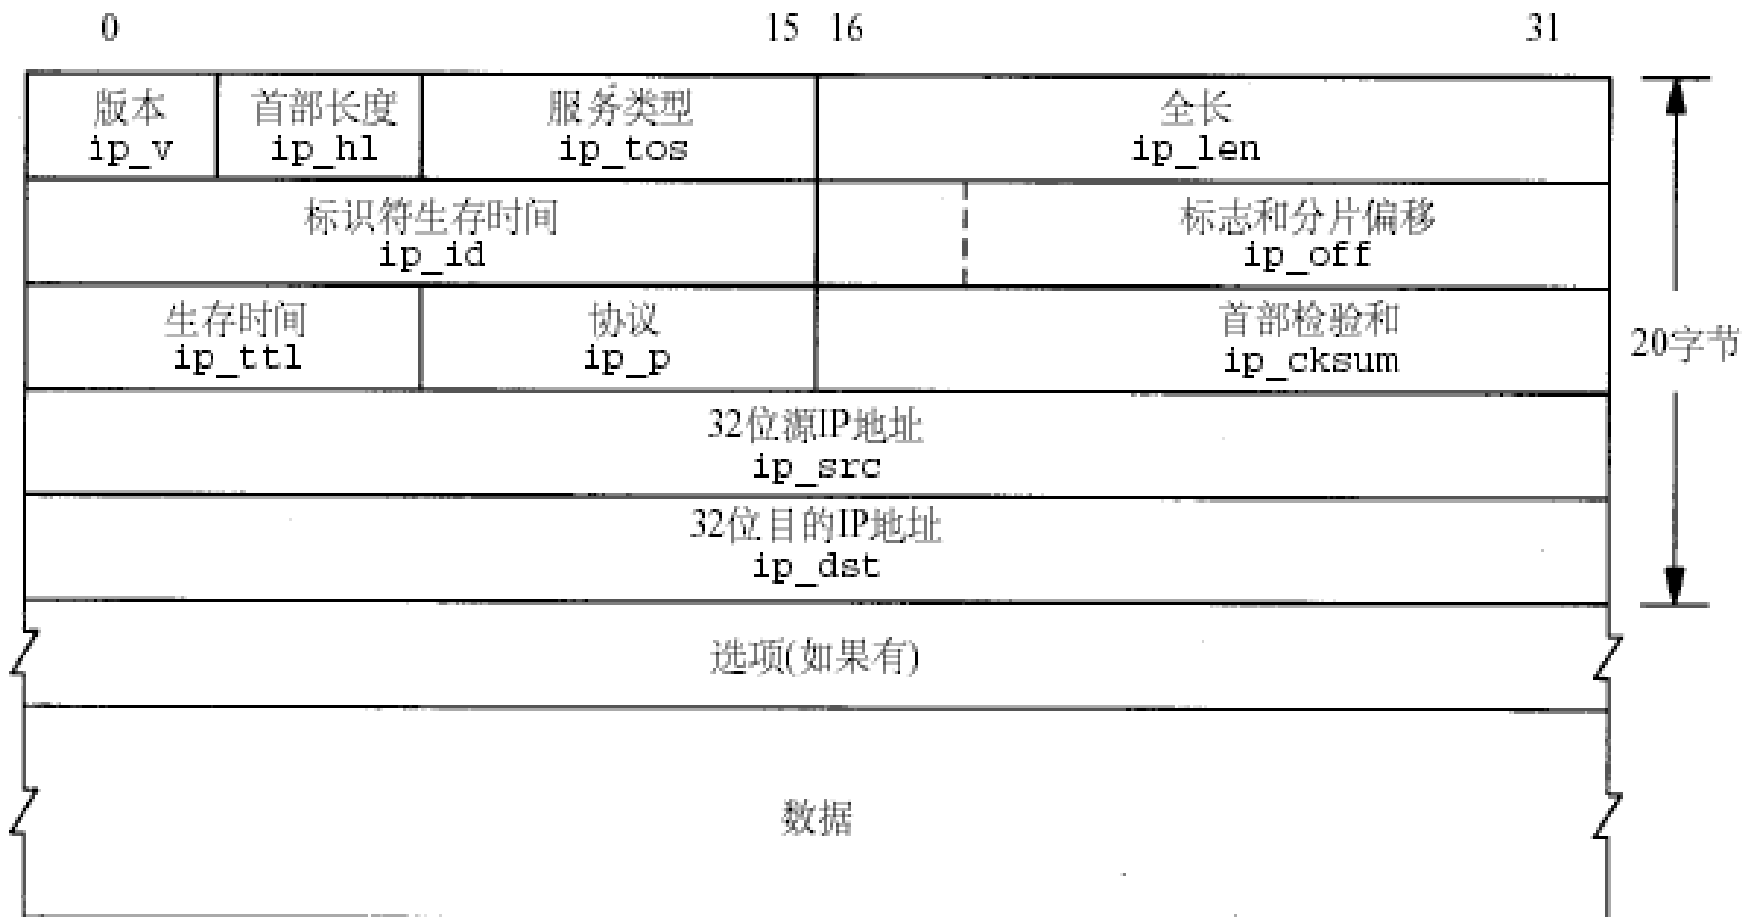 0 15 16 31
版本 首部长度 服务类型 全长
ip_v ip_hl ip_tos ip_len
标识符生存时间 标志和分片偏移
ip_id ip_off
生存时间 协议 首部检验和
ip_ttl ip_p ip_cksum
20字节
32位源IP地址
ip_src
32位目的IP地址
ip_dst
选项(如果有)
数据